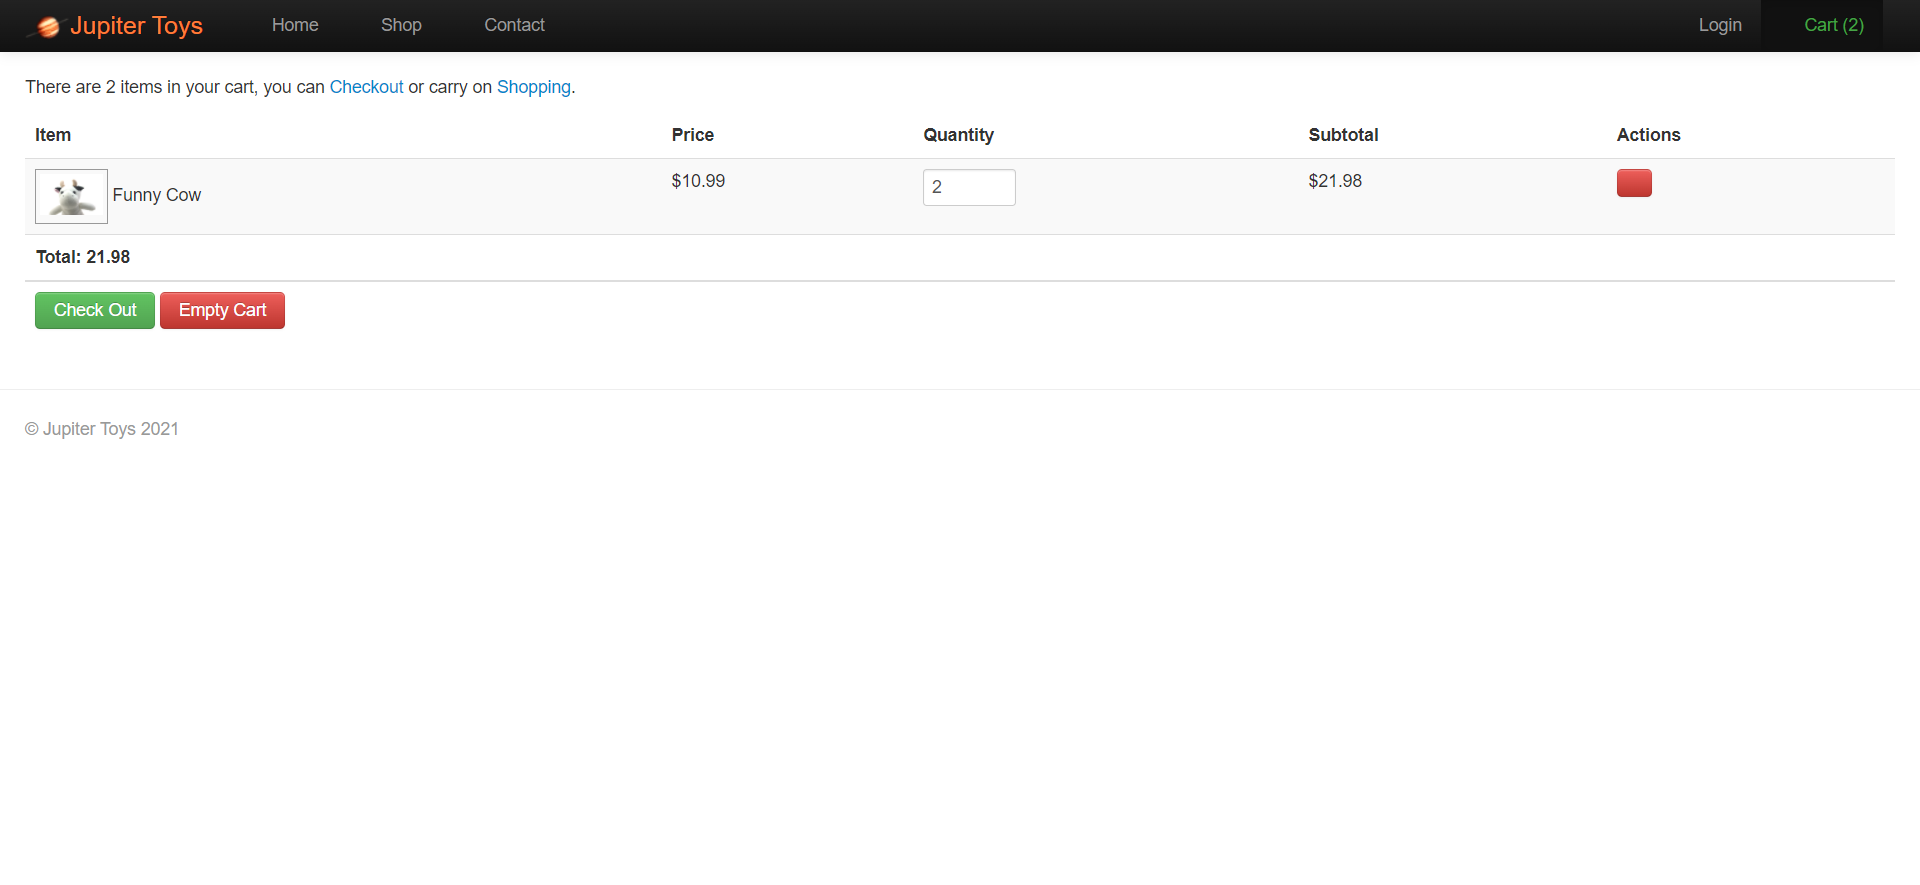 Jupiter Toys Home Shop Contact Login Cart (2)
There are 2 items in your cart, you can Checkout or carry on Shopping.
Item Price Quantity Subtotal Actions
Funny Cow $10.99 2 $21.98
Total: 21.98
Check Out Empty Cart
© Jupiter Toys 2021